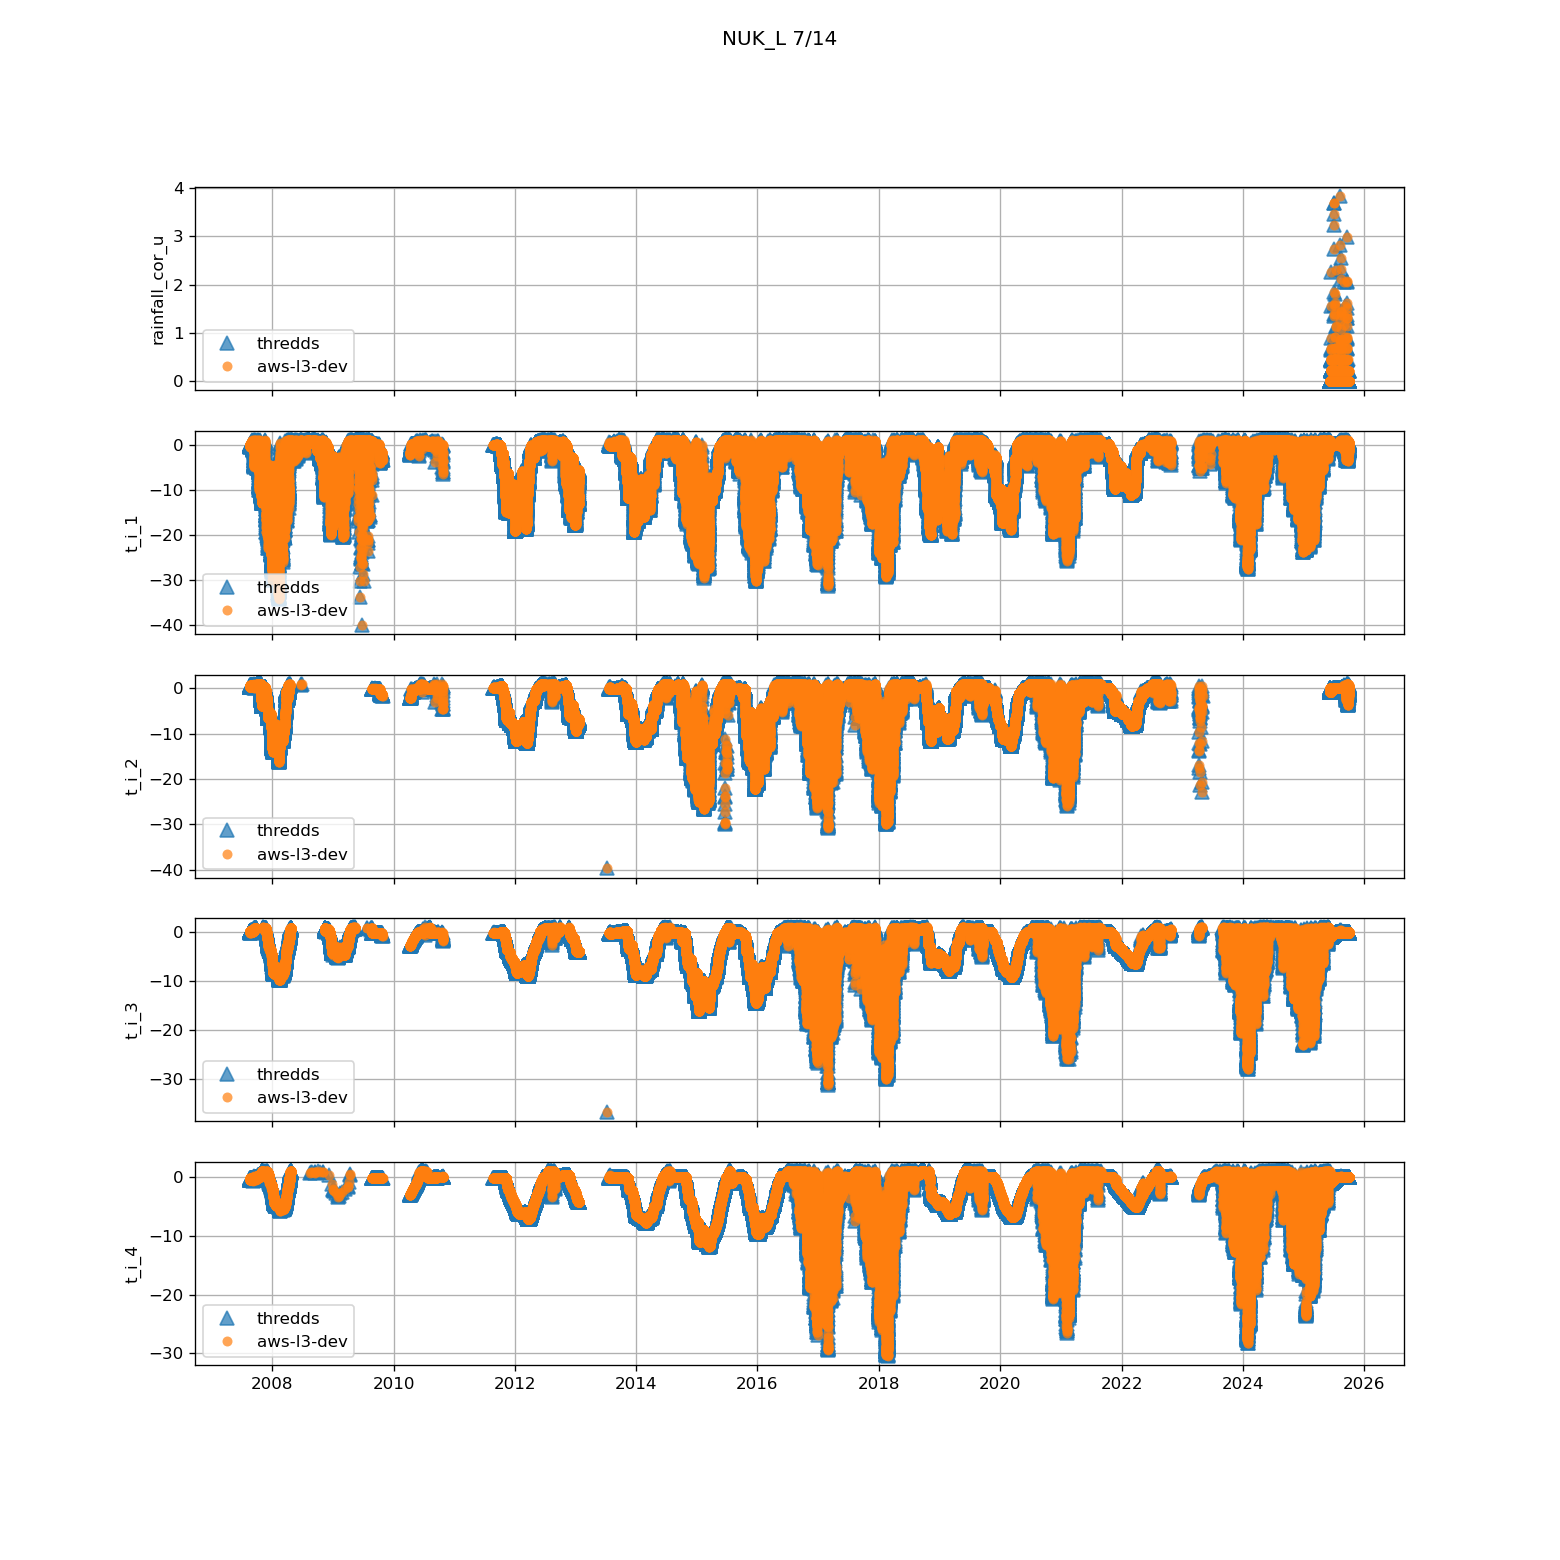 NUK_L 7/14
4
3
2
1
0
rainfall_cor_u
thredds
aws-l3-dev
0
−10
−20
−30
−40
t_i_1
thredds
aws-l3-dev
0
−10
−20
−30
−40
t_i_2
thredds
aws-l3-dev
0
−10
−20
−30
t_i_3
thredds
aws-l3-dev
0
−10
−20
−30
t_i_4
thredds
aws-l3-dev
2008 2010 2012 2014 2016 2018 2020 2022 2024 2026